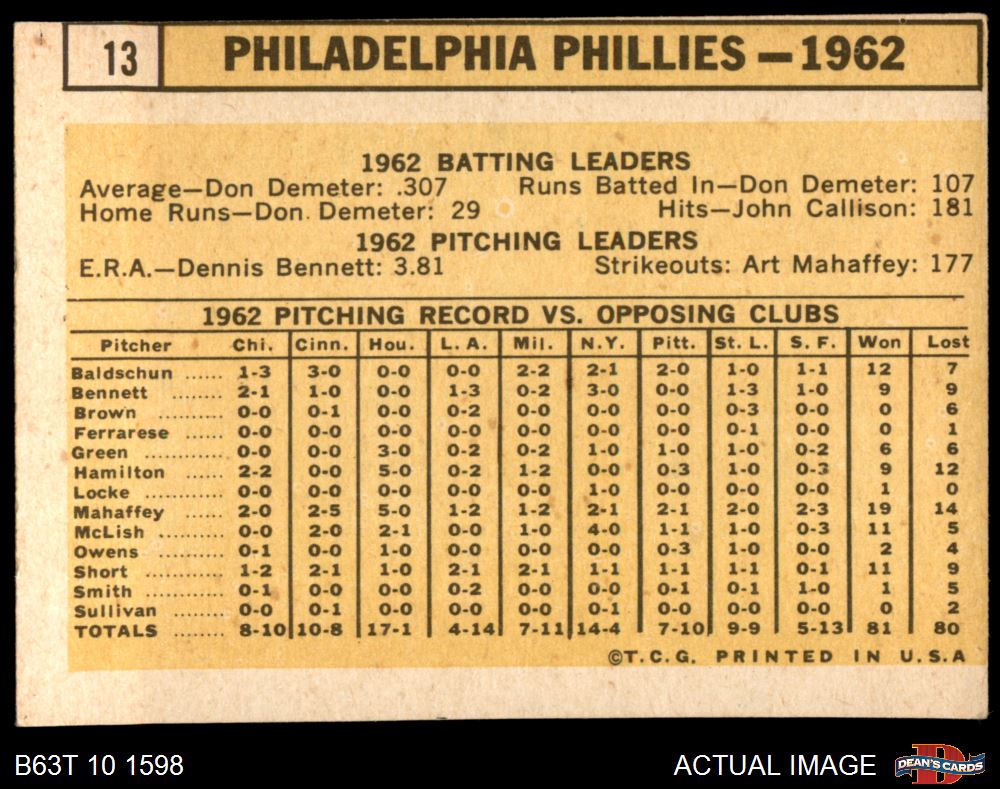 13 PHILADELPHIA PHILLIES — 1962
1962 BATTING LEADERS
Average—Don Demeter: .307 Runs Batted In—Don Demeter: 107
Home Runs—Don Demeter: 29 Hits—John Callison: 181
1962 PITCHING LEADERS
E.R.A.—Dennis Bennett: 3.81 Strikeouts: Art Mahaffey: 177
1962 PITCHING RECORD VS. OPPOSING CLUBS
Pitcher Chi. Cinn. Hou. L. A. Mil. N.Y. Pitt. St. L. S. F. Won Lost
Baldschun ...... 1-3 3-0 0-0 0-0 2-2 2-1 2-0 1-0 1-1 12 7
Bennett ........ 2-1 1-0 0-0 1-3 0-2 3-0 0-0 1-3 1-0 9 9
Brown .......... 0-0 0-1 0-0 0-2 0-0 0-0 0-0 0-3 0-0 0 6
Ferrarese ...... 0-0 0-0 0-0 0-0 0-0 0-0 0-0 0-1 0-0 0 1
Green .......... 0-0 0-0 3-0 0-2 0-2 1-0 1-0 1-0 0-2 6 6
Hamilton ...... 2-2 0-0 5-0 0-2 1-2 0-0 0-3 1-0 0-3 9 12
Locke ........... 0-0 0-0 0-0 0-0 0-0 1-0 0-0 0-0 0-0 1 0
Mahaffey ...... 2-0 2-5 5-0 1-2 1-2 2-1 2-1 2-0 2-3 19 14
McLish .......... 0-0 2-0 2-1 0-0 1-0 4-0 1-1 1-0 0-3 11 5
Owens .......... 0-1 0-0 1-0 0-0 0-0 0-0 0-3 1-0 0-0 2 4
Short ........... 1-2 2-1 1-0 2-1 2-1 1-1 1-1 1-1 0-1 11 9
Smith ........... 0-1 0-0 0-0 0-2 0-0 0-0 0-1 0-1 1-0 1 5
Sullivan ........ 0-0 0-1 0-0 0-0 0-0 0-1 0-0 0-0 0-0 0 2
TOTALS ........ 8-10 10-8 17-1 4-14 7-11 14-4 7-10 9-9 5-13 81 80
©T.C.G. PRINTED IN U.S.A
B63T 10 1598 ACTUAL IMAGE DEAN'S CARDS